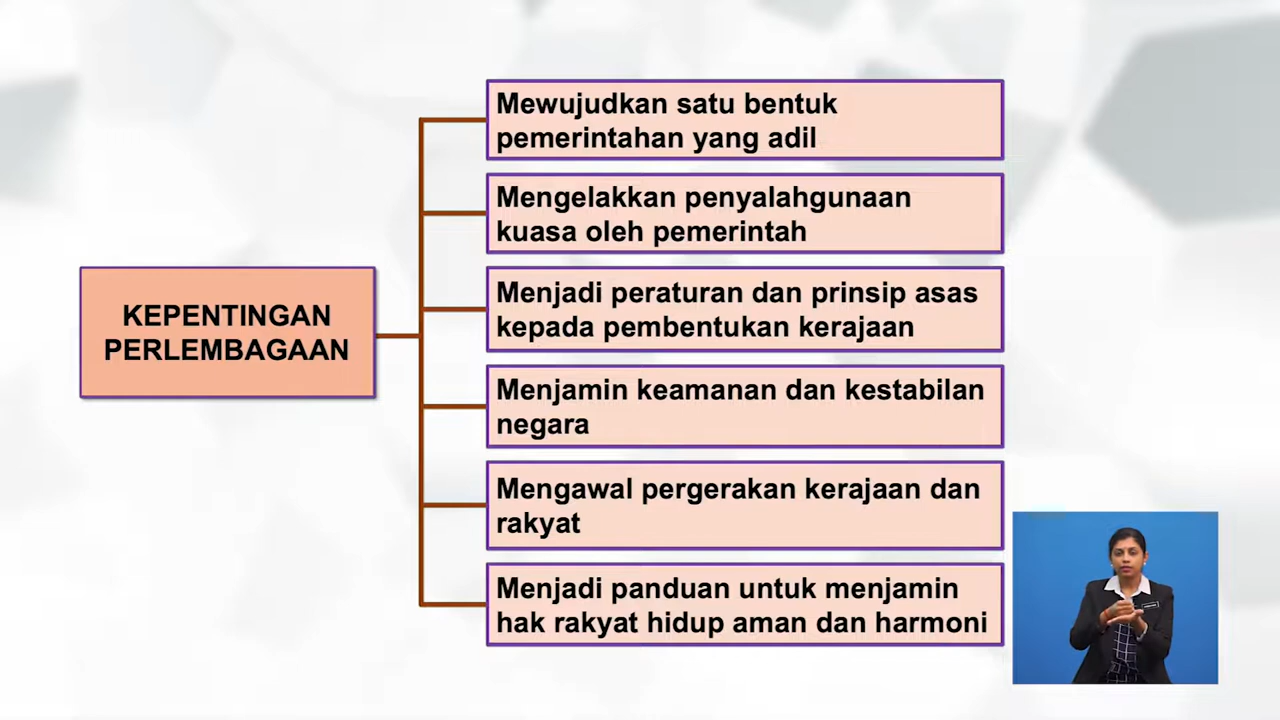 KEPENTINGAN
PERLEMBAGAAN
Mewujudkan satu bentuk
pemerintahan yang adil
Mengelakkan penyalahgunaan
kuasa oleh pemerintah
Menjadi peraturan dan prinsip asas
kepada pembentukan kerajaan
Menjamin keamanan dan kestabilan
negara
Mengawal pergerakan kerajaan dan
rakyat
Menjadi panduan untuk menjamin
hak rakyat hidup aman dan harmoni